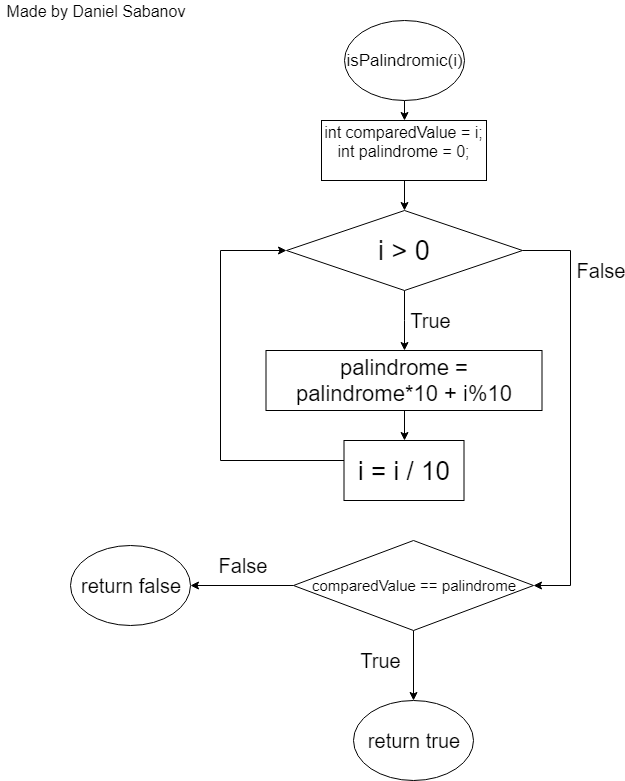 Made by Daniel Sabanov
isPalindromic(i)
int comparedValue = i;
int palindrome = 0;
i > 0
False
True
palindrome =
palindrome*10 + i%10
i = i / 10
False
return false
comparedValue == palindrome
True
return true